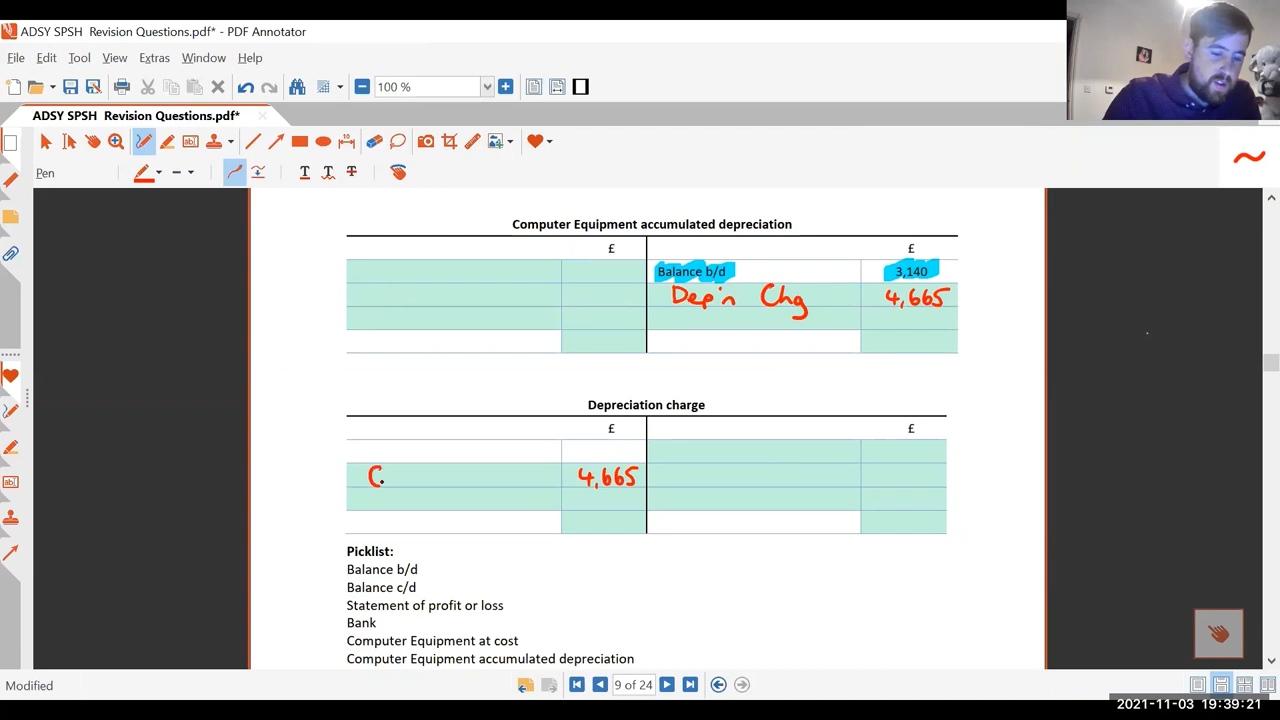 ADSY SPSH  Revision Questions.pdf* - PDF Annotator
File Edit Tool View Extras Window Help
100 %
ADSY SPSH  Revision Questions.pdf*
Pen
Computer Equipment accumulated depreciation
£ £
Balance b/d 3,140
Dep'n Chg 4,665
Depreciation charge
£ £
C 4,665
Picklist:
Balance b/d
Balance c/d
Statement of profit or loss
Bank
Computer Equipment at cost
Computer Equipment accumulated depreciation
Modified 9 of 24
2021-11-03 19:39:21